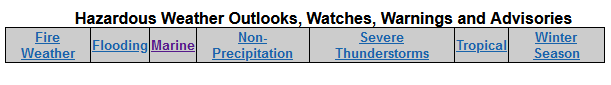 Hazardous Weather Outlooks, Watches, Warnings and Advisories
Fire Weather Flooding Marine Non-Precipitation Severe Thunderstorms Tropical Winter Season